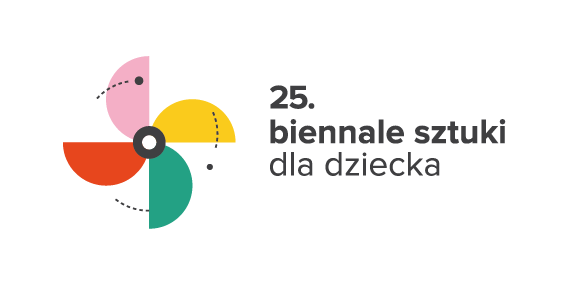 25.
biennale sztuki
dla dziecka